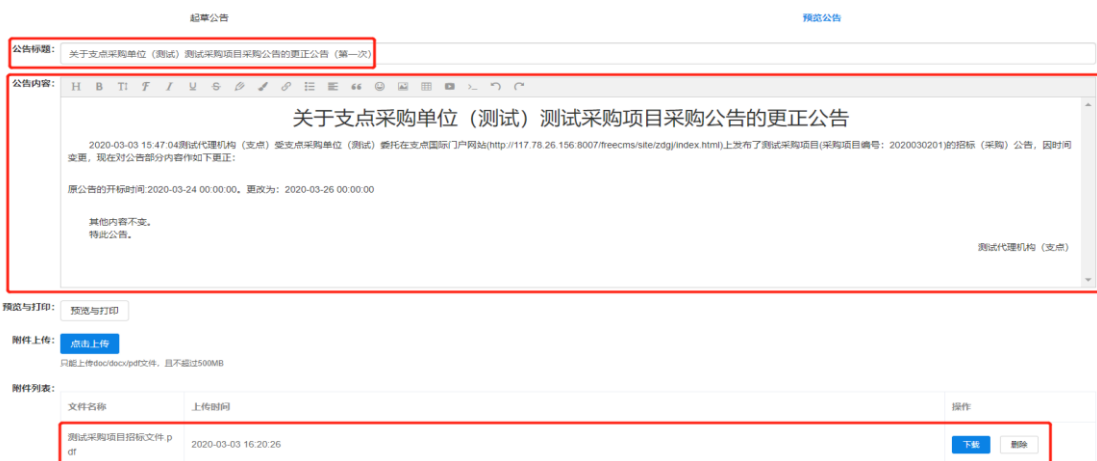 起草公告
预览公告
公告标题：
关于支点采购单位（测试）测试采购项目采购公告的更正公告（第一次）
公告内容：
H B TI F I U S
关于支点采购单位（测试）测试采购项目采购公告的更正公告
2020-03-03 15:47:04测试代理机构（支点）受支点采购单位（测试）委托在支点国际门户网站(http://117.78.26.156:8007/freecms/site/zdgj/index.html)上发布了测试采购项目(采购项目编号：2020030201)的招标（采购）公告，因时间
变更，现在对公告部分内容作如下更正：
原公告的开标时间:2020-03-24 00:00:00。更改为：2020-03-26 00:00:00
其他内容不变。
特此公告。
测试代理机构（支点）
预览与打印：
预览与打印
附件上传：
点击上传
只能上传doc/docx/pdf文件，且不超过500MB
附件列表：
文件名称 上传时间 操作
测试采购项目招标文件.p
df
2020-03-03 16:20:26
下载 删除